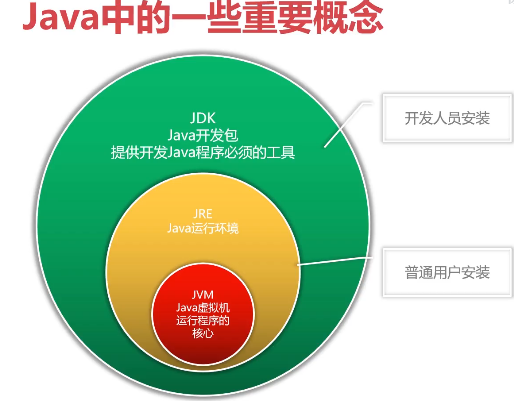 Java中的一些重要概念
JDK
Java开发包
提供开发Java程序必须的工具
开发人员安装
JRE
Java运行环境
普通用户安装
JVM
Java虚拟机
运行程序的
核心